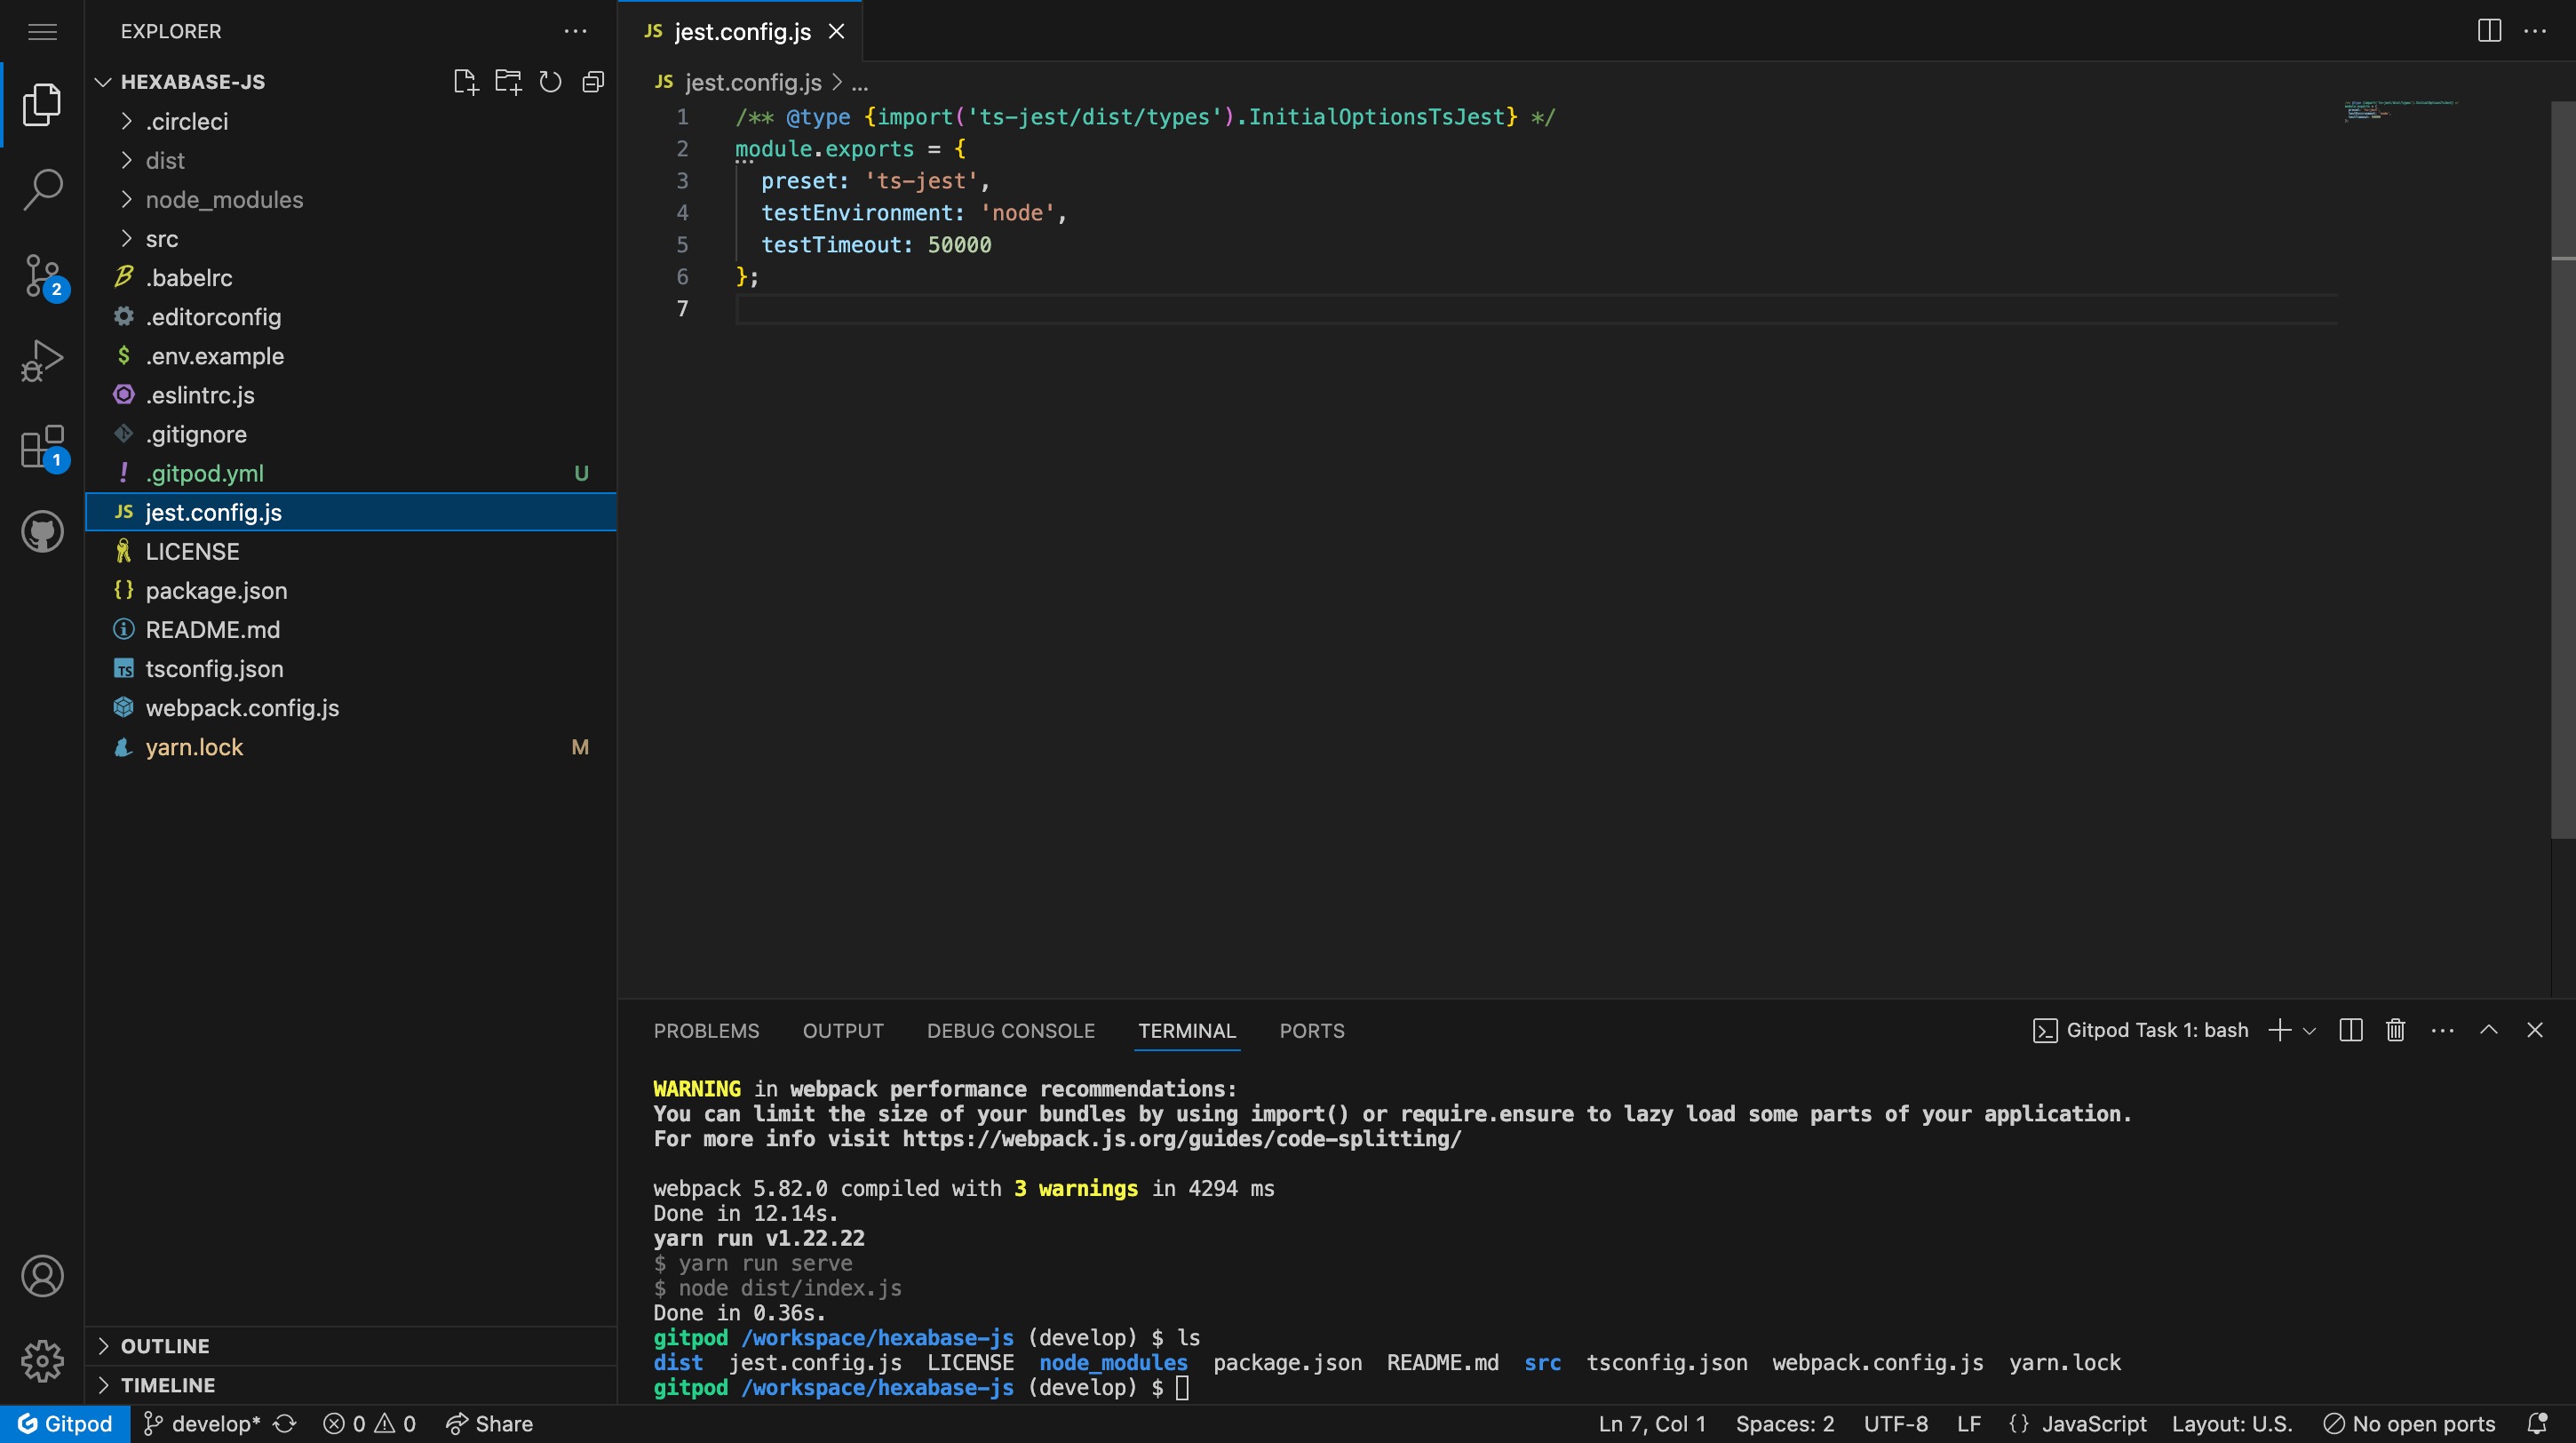 EXPLORER
HEXABASE-JS
.circleci
dist
node_modules
src
.babelrc
.editorconfig
$ .env.example
.eslintrc.js
.gitignore
! .gitpod.yml U
JS jest.config.js
LICENSE
{} package.json
README.md
TS tsconfig.json
webpack.config.js
yarn.lock M
OUTLINE
TIMELINE
2
1
JS jest.config.js
JS jest.config.js > ...
1 /** @type {import('ts-jest/dist/types').InitialOptionsTsJest} */
2 module.exports = {
3 preset: 'ts-jest',
4 testEnvironment: 'node',
5 testTimeout: 50000
6 };
7
PROBLEMS OUTPUT DEBUG CONSOLE TERMINAL PORTS
Gitpod Task 1: bash
WARNING in webpack performance recommendations:
You can limit the size of your bundles by using import() or require.ensure to lazy load some parts of your application.
For more info visit https://webpack.js.org/guides/code-splitting/
webpack 5.82.0 compiled with 3 warnings in 4294 ms
Done in 12.14s.
yarn run v1.22.22
$ yarn run serve
$ node dist/index.js
Done in 0.36s.
gitpod /workspace/hexabase-js (develop) $ ls
dist jest.config.js LICENSE node_modules package.json README.md src tsconfig.json webpack.config.js yarn.lock
gitpod /workspace/hexabase-js (develop) $
Gitpod develop* 0 0 Share Ln 7, Col 1 Spaces: 2 UTF-8 LF {} JavaScript Layout: U.S. No open ports